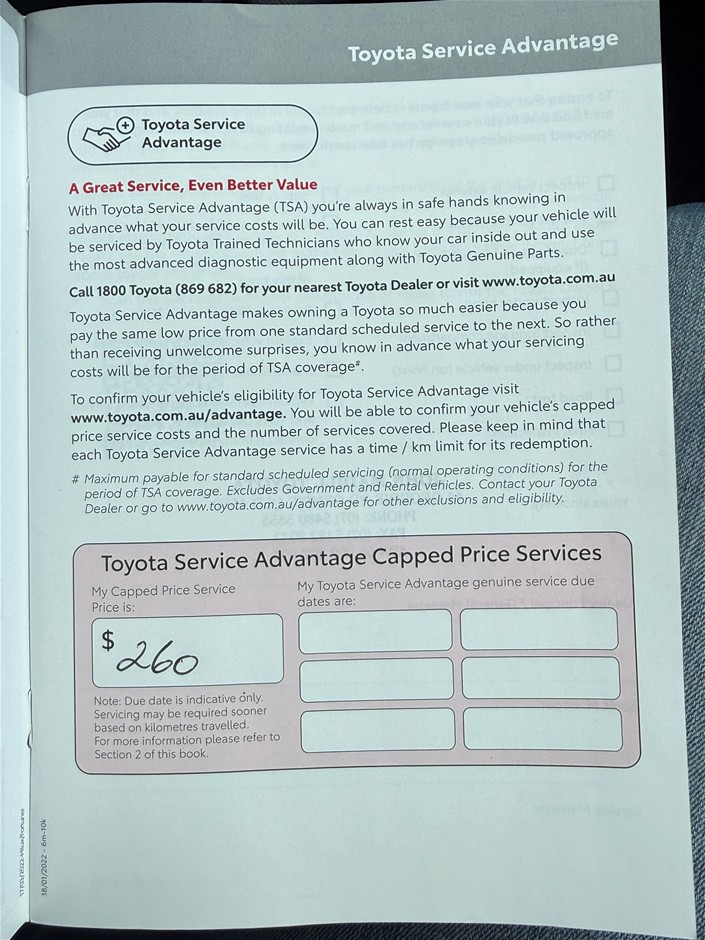 Toyota Service Advantage
Toyota Service
Advantage
A Great Service, Even Better Value
With Toyota Service Advantage (TSA) you're always in safe hands knowing in
advance what your service costs will be. You can rest easy because your vehicle will
be serviced by Toyota Trained Technicians who know your car inside out and use
the most advanced diagnostic equipment along with Toyota Genuine Parts.
Call 1800 Toyota (869 682) for your nearest Toyota Dealer or visit www.toyota.com.au
Toyota Service Advantage makes owning a Toyota so much easier because you
pay the same low price from one standard scheduled service to the next. So rather
than receiving unwelcome surprises, you know in advance what your servicing
costs will be for the period of TSA coverage#.
To confirm your vehicle's eligibility for Toyota Service Advantage visit
www.toyota.com.au/advantage. You will be able to confirm your vehicle's capped
price service costs and the number of services covered. Please keep in mind that
each Toyota Service Advantage service has a time / km limit for its redemption.
# Maximum payable for standard scheduled servicing (normal operating conditions) for the
period of TSA coverage. Excludes Government and Rental vehicles. Contact your Toyota
Dealer or go to www.toyota.com.au/advantage for other exclusions and eligibility.
Toyota Service Advantage Capped Price Services
My Capped Price Service
Price is:
$ 260
Note: Due date is indicative only.
Servicing may be required sooner
based on kilometres travelled.
For more information please refer to
Section 2 of this book.
My Toyota Service Advantage genuine service due
dates are:
18/01/2022 - 6m-10k